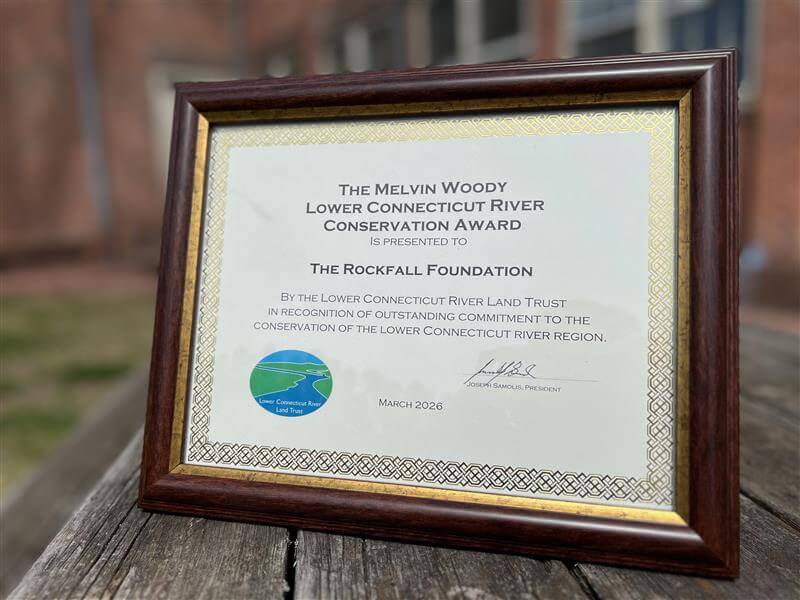 The Melvin Woody
Lower Connecticut River
Conservation Award
Is presented to
The Rockfall Foundation
By the Lower Connecticut River Land Trust
in recognition of outstanding commitment to the
conservation of the lower Connecticut river region.
Joseph Samolis, President
Lower Connecticut River
Land Trust
March 2026